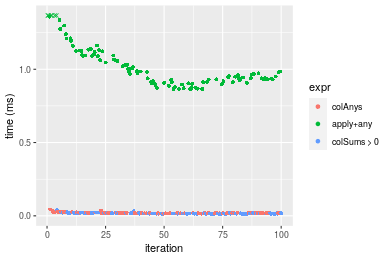 time (ms)
1.0
0.5
0.0
0
25
50
75
100
iteration
expr
colAnys
apply+any
colSums > 0